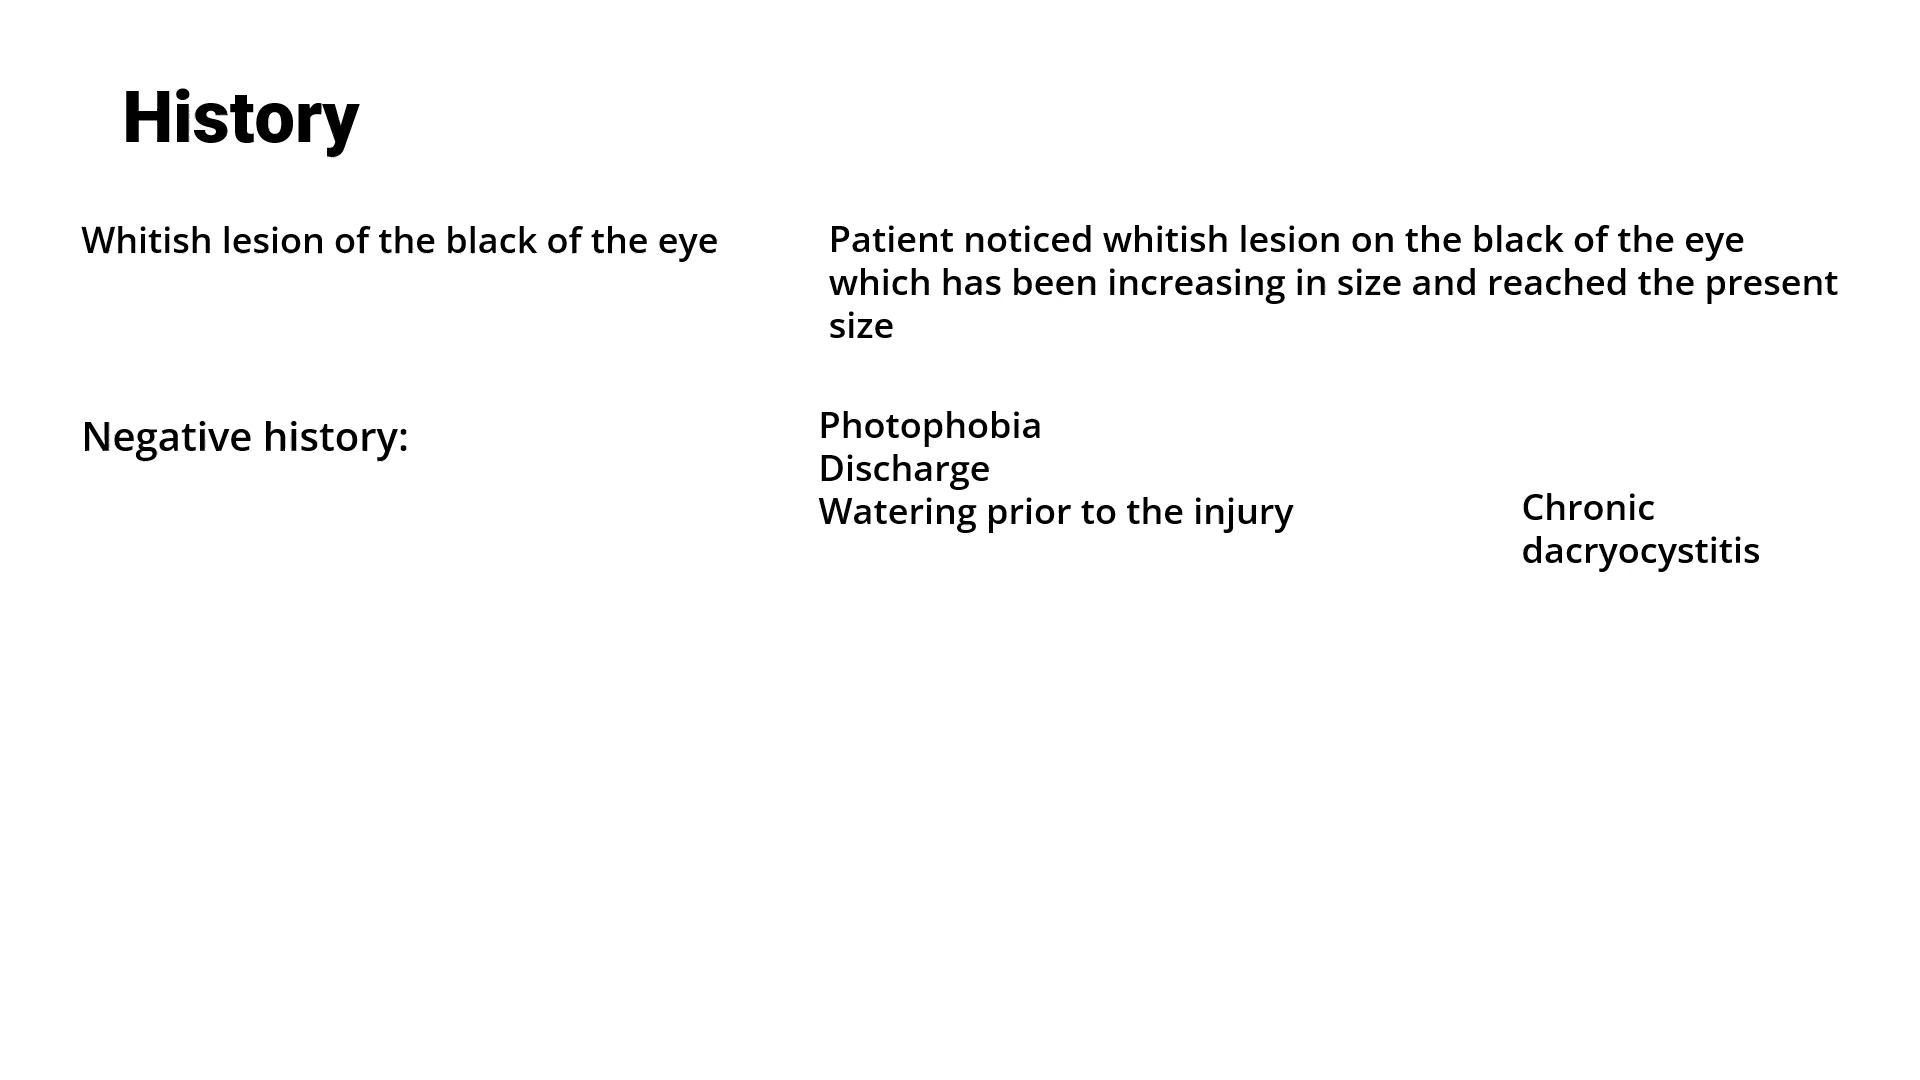 History
Whitish lesion of the black of the eye
Patient noticed whitish lesion on the black of the eye
which has been increasing in size and reached the present
size
Negative history:
Photophobia
Discharge
Watering prior to the injury
Chronic
dacryocystitis